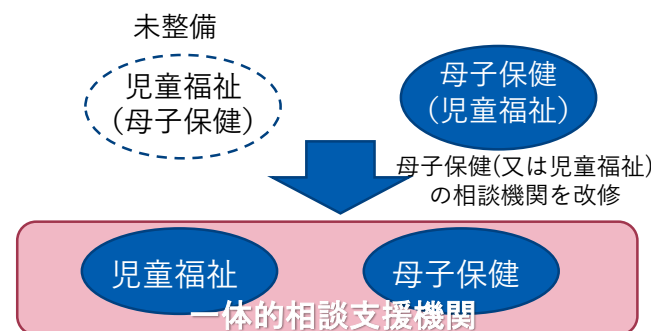 未整備
児童福祉
(母子保健)
母子保健
(児童福祉)
母子保健(又は児童福祉)
の相談機関を改修
児童福祉
母子保健
一体的相談支援機関